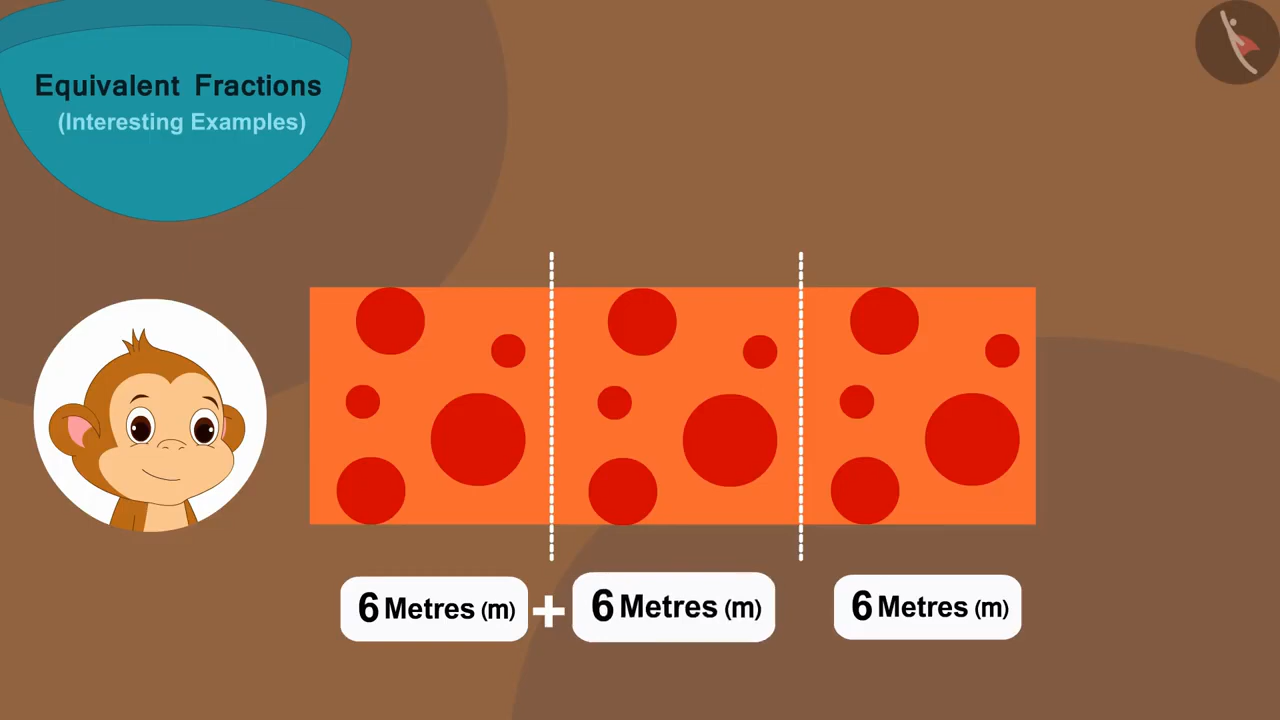 Equivalent Fractions
(Interesting Examples)
6 Metres (m) + 6 Metres (m) 6 Metres (m)